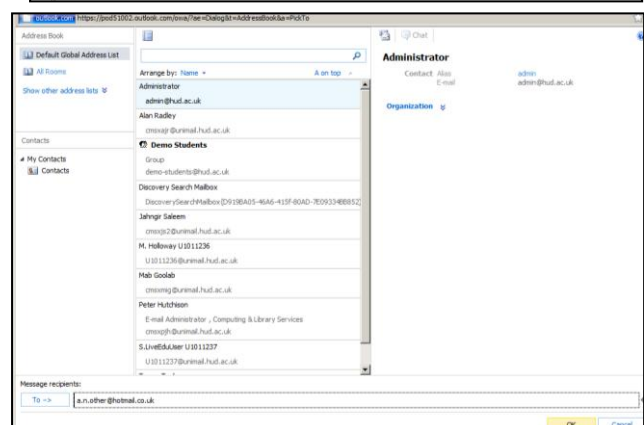 outlook.com https://pod51002.outlook.com/owa/?ae=Dialog&t=AddressBook&a=PickTo
Address Book
Default Global Address List
All Rooms
Show other address lists
Contacts
My Contacts
Contacts
Arrange by: Name
A on top
Administrator
admin@hud.ac.uk
Alan Radley
cmsxajr@unimail.hud.ac.uk
Demo Students
Group
demo-students@hud.ac.uk
Discovery Search Mailbox
DiscoverySearchMailbox{D919BA05-46A6-415F-80AD-7E09334BB852}
Jahngir Saleem
cmsxjs2@unimail.hud.ac.uk
M. Holloway U1011236
U1011236@unimail.hud.ac.uk
Mab Goolab
cmsxmig@unimail.hud.ac.uk
Peter Hutchison
E-mail Administrator , Computing & Library Services
cmsxpjh@unimail.hud.ac.uk
S.LiveEduUser U1011237
U1011237@unimail.hud.ac.uk
Chat
Administrator
Contact Alias admin
E-mail admin@hud.ac.uk
Organization
Message recipients:
To -> a.n.other@hotmail.co.uk
OK Cancel